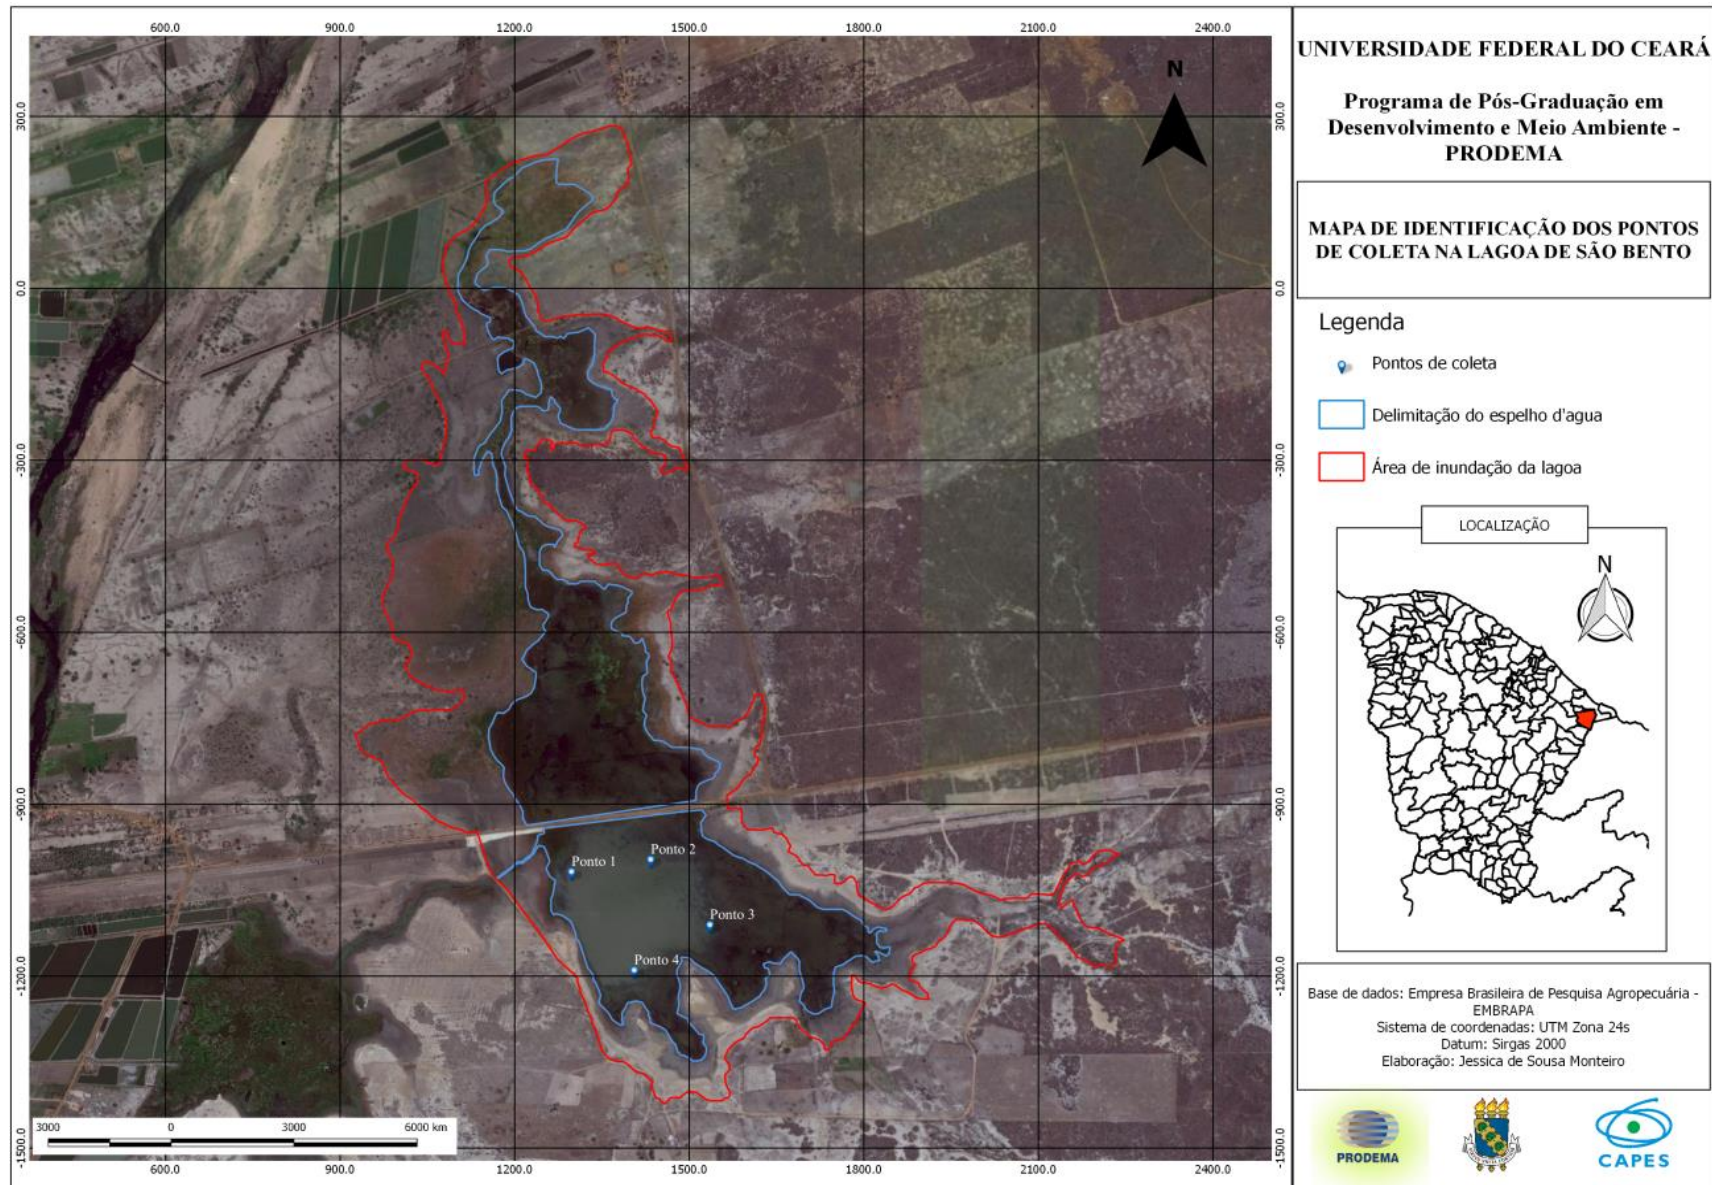 600.0 900.0 1200.0 1500.0 1800.0 2100.0 2400.0
300.0
0.0
-300.0
-600.0
-900.0
-1200.0
-1500.0
N
Ponto 1
Ponto 2
Ponto 3
Ponto 4
3000 0 3000 6000 km
300.0
0.0
-300.0
-600.0
-900.0
-1200.0
-1500.0
600.0 900.0 1200.0 1500.0 1800.0 2100.0 2400.0
UNIVERSIDADE FEDERAL DO CEARÁ
Programa de Pós-Graduação em
Desenvolvimento e Meio Ambiente -
PRODEMA
MAPA DE IDENTIFICAÇÃO DOS PONTOS
DE COLETA NA LAGOA DE SÃO BENTO
Legenda
Pontos de coleta
Delimitação do espelho d'agua
Área de inundação da lagoa
LOCALIZAÇÃO
N
Base de dados: Empresa Brasileira de Pesquisa Agropecuária -
EMBRAPA
Sistema de coordenadas: UTM Zona 24s
Datum: Sirgas 2000
Elaboração: Jessica de Sousa Monteiro
PRODEMA
CAPES